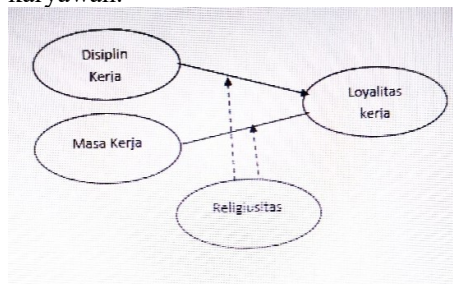 karyawan.
Disiplin
Kerja
Loyalitas
kerja
Masa Kerja
Religiusitas